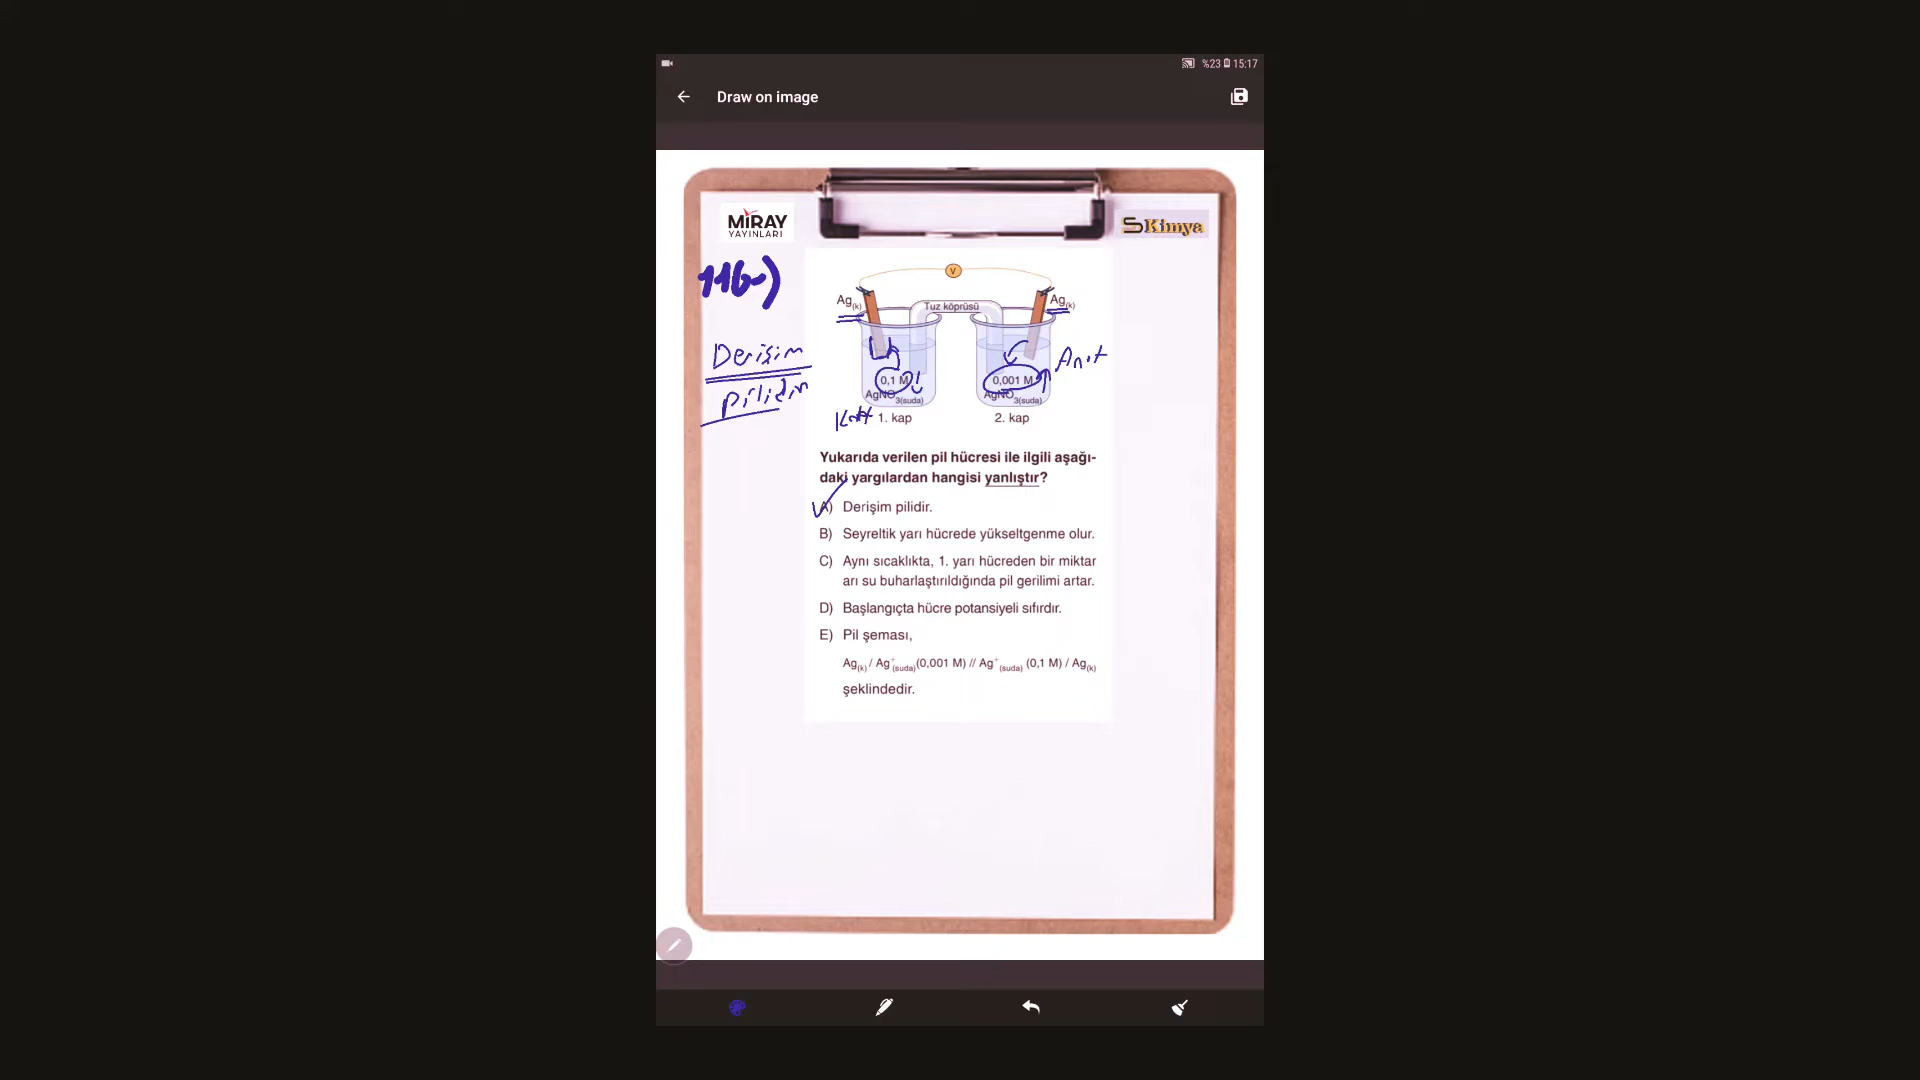 %23 15:17
Draw on image
MİRAY
YAYINLARI
Kimya
11(-)
V
Ag(k)
Tuz köprüsü
Ag(k)
Derişim
pilidir
Anot
0,1 M
AgNO3(suda)
0,001 M
AgNO3(suda)
Katot
1. kap
2. kap
Yukarıda verilen pil hücresi ile ilgili aşağı-
daki yargılardan hangisi yanlıştır?
A) Derişim pilidir.
B) Seyreltik yarı hücrede yükseltgenme olur.
C) Aynı sıcaklıkta, 1. yarı hücreden bir miktar
arı su buharlaştırıldığında pil gerilimi artar.
D) Başlangıçta hücre potansiyeli sıfırdır.
E) Pil şeması,
Ag(k) / Ag+(suda)(0,001 M) // Ag+(suda) (0,1 M) / Ag(k)
şeklindedir.